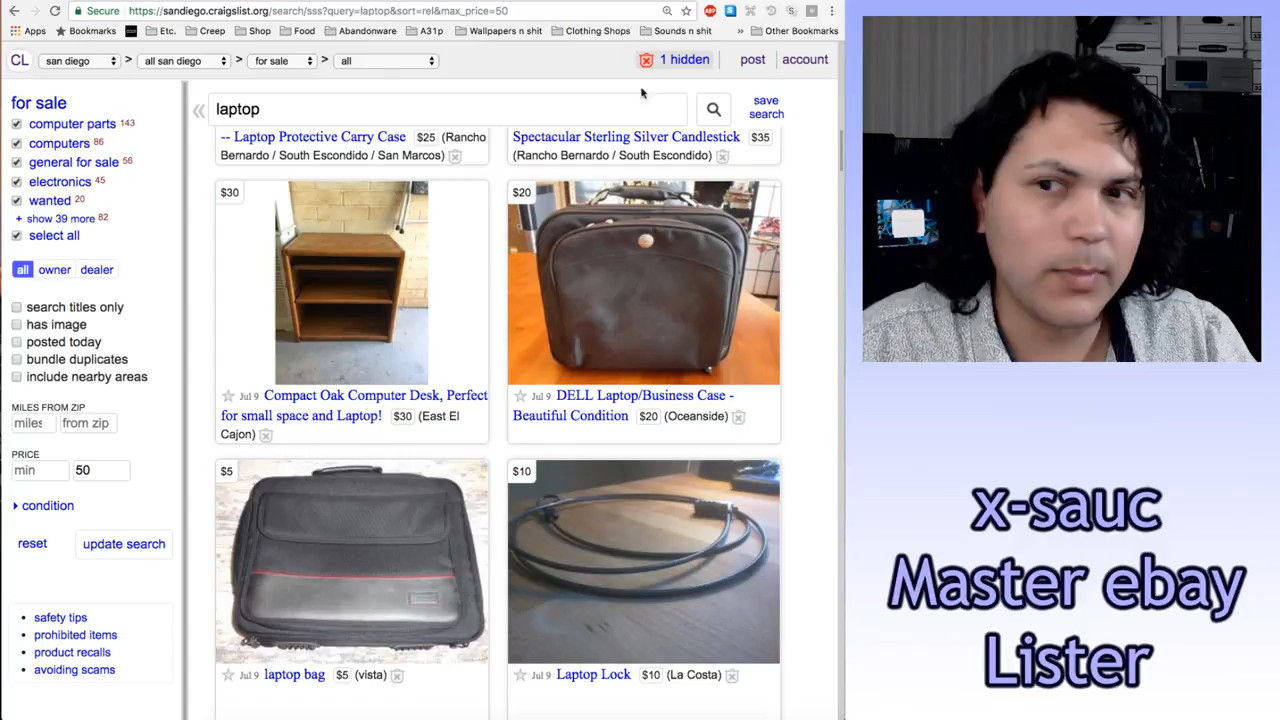 Secure https://sandiego.craigslist.org/search/sss?query=laptop&sort=rel&max_price=50
Apps Bookmarks Etc. Creep Shop Food Abandonware A31p Wallpapers n shit Clothing Shops Sounds n shit » Other Bookmarks
CL san diego > all san diego > for sale > all 1 hidden post account
for sale
computer parts 143
computers 86
general for sale 56
electronics 45
wanted 20
+ show 39 more 82
select all
all owner dealer
search titles only
has image
posted today
bundle duplicates
include nearby areas
MILES FROM ZIP
miles from zip
PRICE
min 50
condition
reset update search
safety tips
prohibited items
product recalls
avoiding scams
« laptop
save
search
-- Laptop Protective Carry Case $25 (Rancho
Bernardo / South Escondido / San Marcos)
Spectacular Sterling Silver Candlestick $35
(Rancho Bernardo / South Escondido)
$30
Jul 9 Compact Oak Computer Desk, Perfect
for small space and Laptop! $30 (East El
Cajon)
$20
Jul 9 DELL Laptop/Business Case -
Beautiful Condition $20 (Oceanside)
$5
Jul 9 laptop bag $5 (vista)
$10
Jul 9 Laptop Lock $10 (La Costa)
x-sauc
Master ebay
Lister